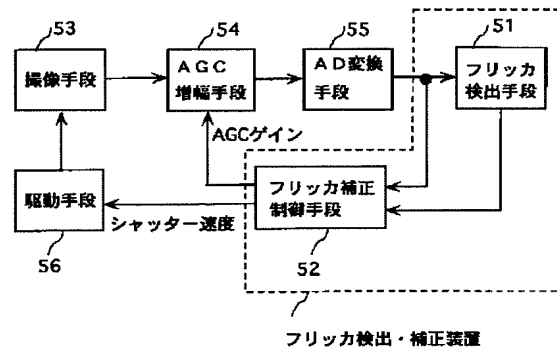 53
54
55
51
撮像手段
AGC
増幅手段
AD変換
手段
フリッカ
検出手段
AGCゲイン
駆動手段
シャッター速度
フリッカ補正
制御手段
56
52
フリッカ検出・補正装置